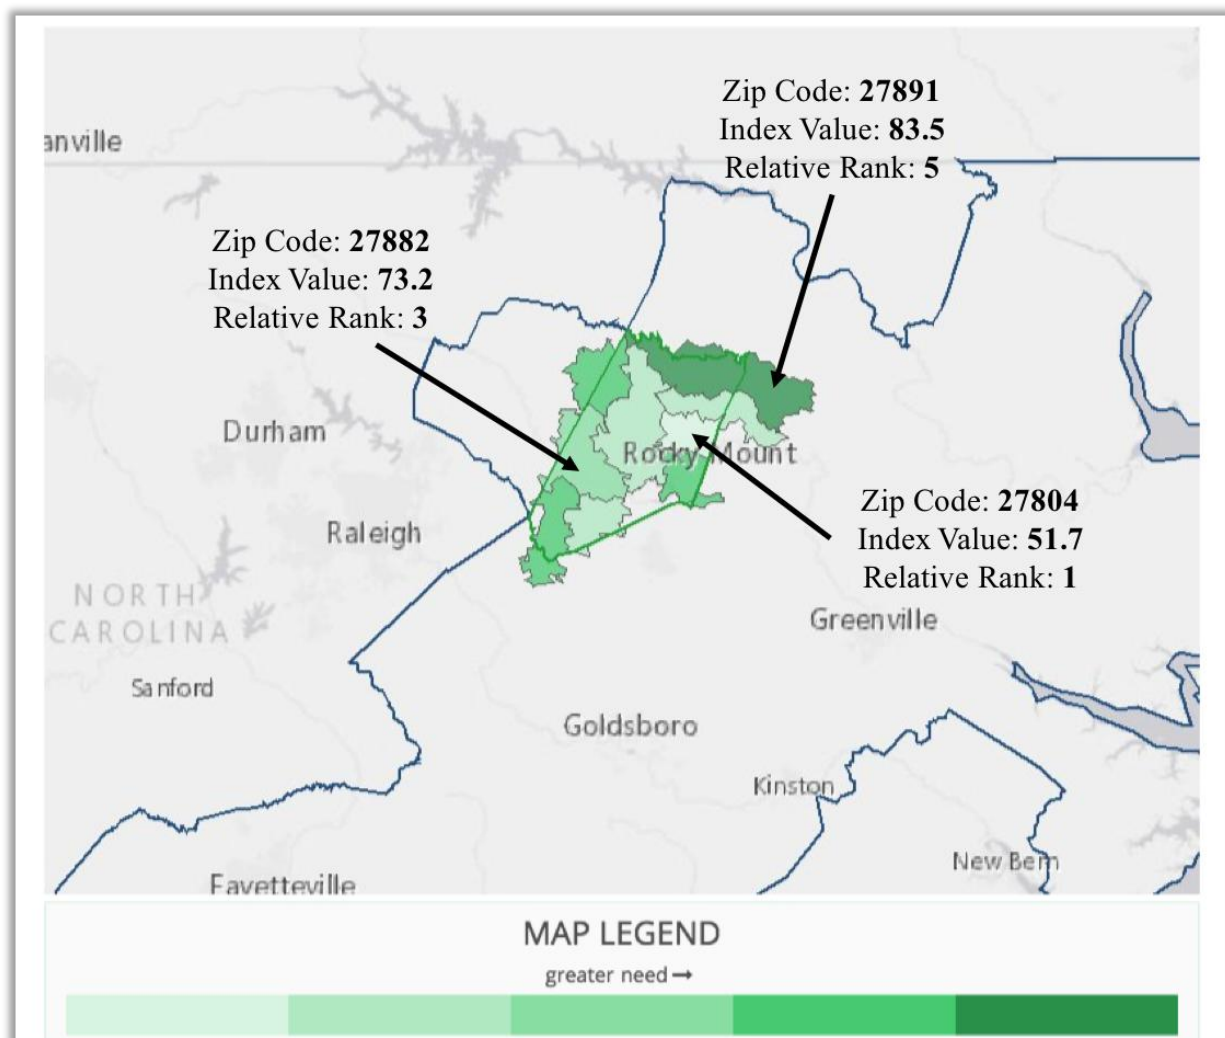 Zip Code: 27891
Index Value: 83.5
Relative Rank: 5
anville
Zip Code: 27882
Index Value: 73.2
Relative Rank: 3
Durham
Rocky Mount
Zip Code: 27804
Index Value: 51.7
Relative Rank: 1
Raleigh
NORTH
CAROLINA
Greenville
Sanford
Goldsboro
Kinston
New Bern
Fayetteville
MAP LEGEND
greater need →